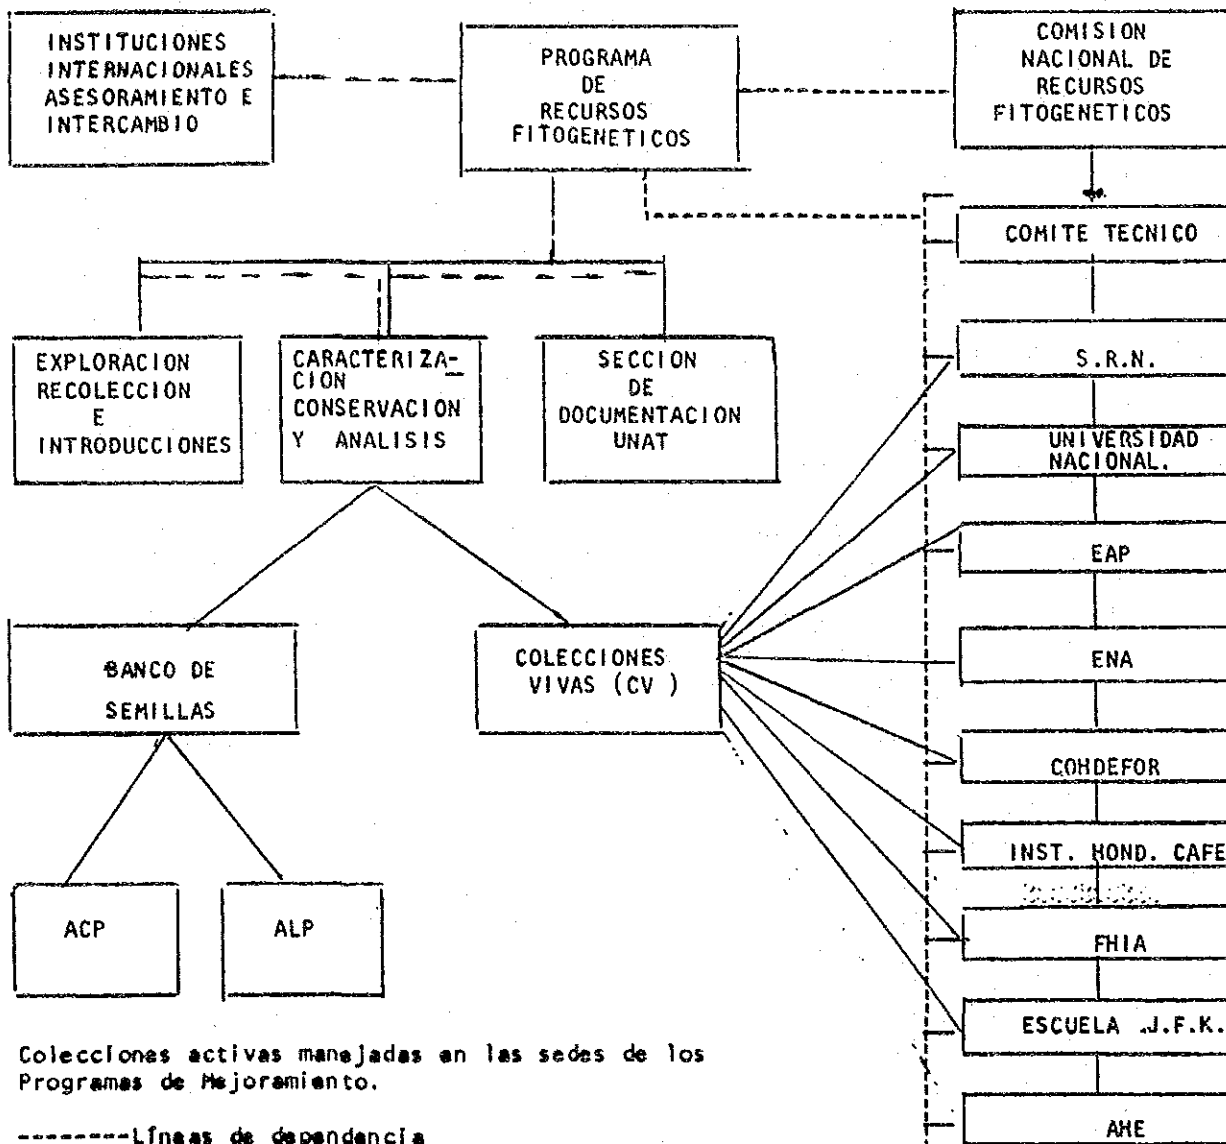 INSTITUCIONES
INTERNACIONALES
ASESORAMIENTO E
INTERCAMBIO
PROGRAMA
DE
RECURSOS
FITOGENETICOS
COMISION
NACIONAL DE
RECURSOS
FITOGENETICOS
COMITE TECNICO
EXPLORACION
RECOLECCION
E
INTRODUCCIONES
CARACTERIZA-
CION
CONSERVACION
Y ANALISIS
SECCION
DE
DOCUMENTACION
UNAT
S.R.N.
UNIVERSIDAD
NACIONAL.
EAP
ENA
COHDEFOR
INST. HOND. CAFE
FHIA
ESCUELA J.F.K.
AHE
BANCO DE
SEMILLAS
COLECCIONES
VIVAS (CV )
ACP
ALP
Colecciones activas manejadas en las sedes de los
Programas de Mejoramiento.
--------Líneas de dependencia